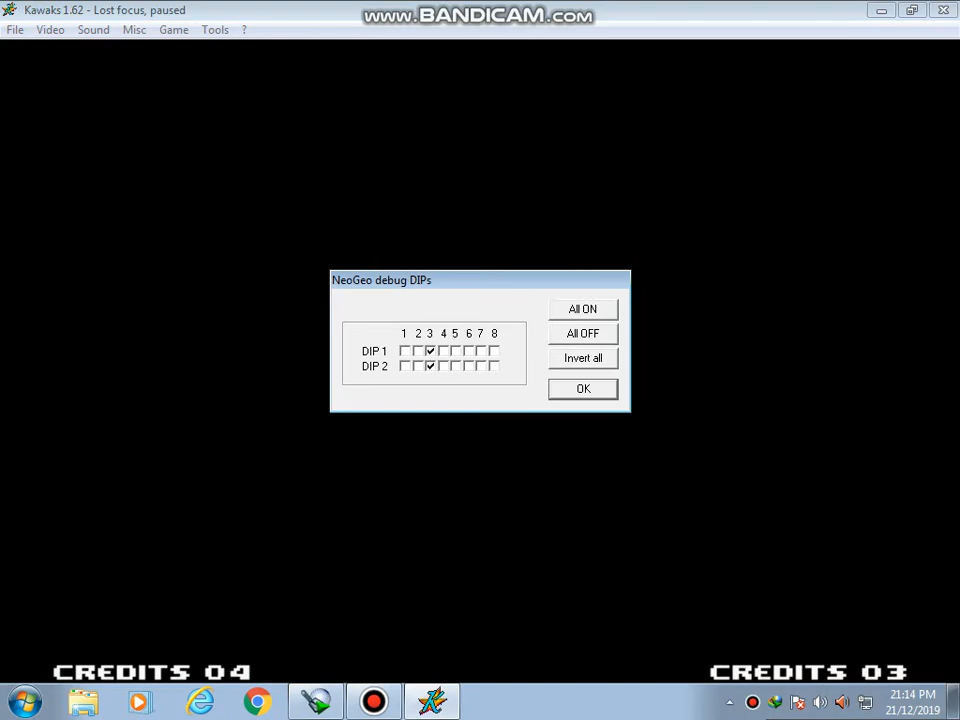 Kawaks 1.62 - Lost focus, paused
www.BANDICAM.com
File Video Sound Misc Game Tools ?
NeoGeo debug DIPs
All ON
All OFF
Invert all
OK
1 2 3 4 5 6 7 8
DIP 1
DIP 2
CREDITS 04
CREDITS 03
21:14 PM
21/12/2019